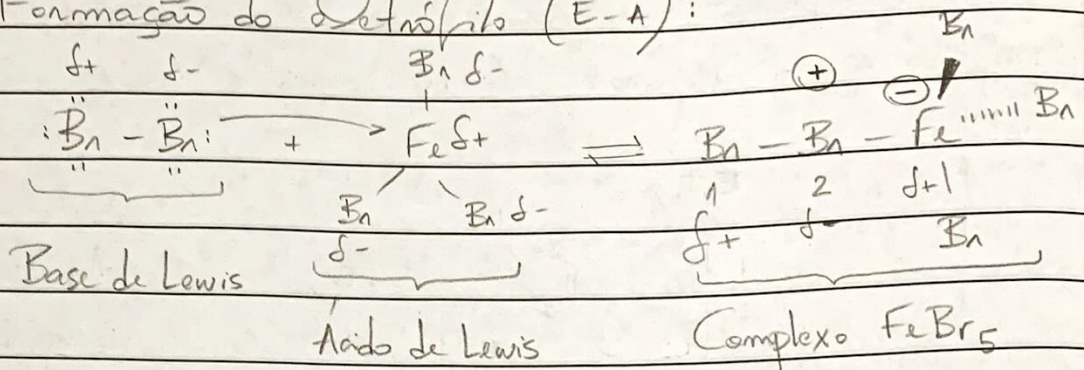 Formação do eletrófilo (E-A):
δ+ δ- Br δ- ⊕ ⊖ Br
:Br - Br: + Fe δ+ ⇌ Br - Br - Fe Br
Br Br δ- 1 2 δ+1
δ- δ+ δ- Br
Base de Lewis
Ácido de Lewis Complexo FeBr5